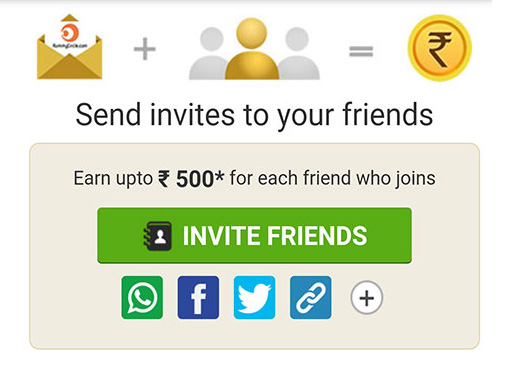 RummyCircle.com
+ = ₹
Send invites to your friends
Earn upto ₹ 500* for each friend who joins
INVITE FRIENDS
f +